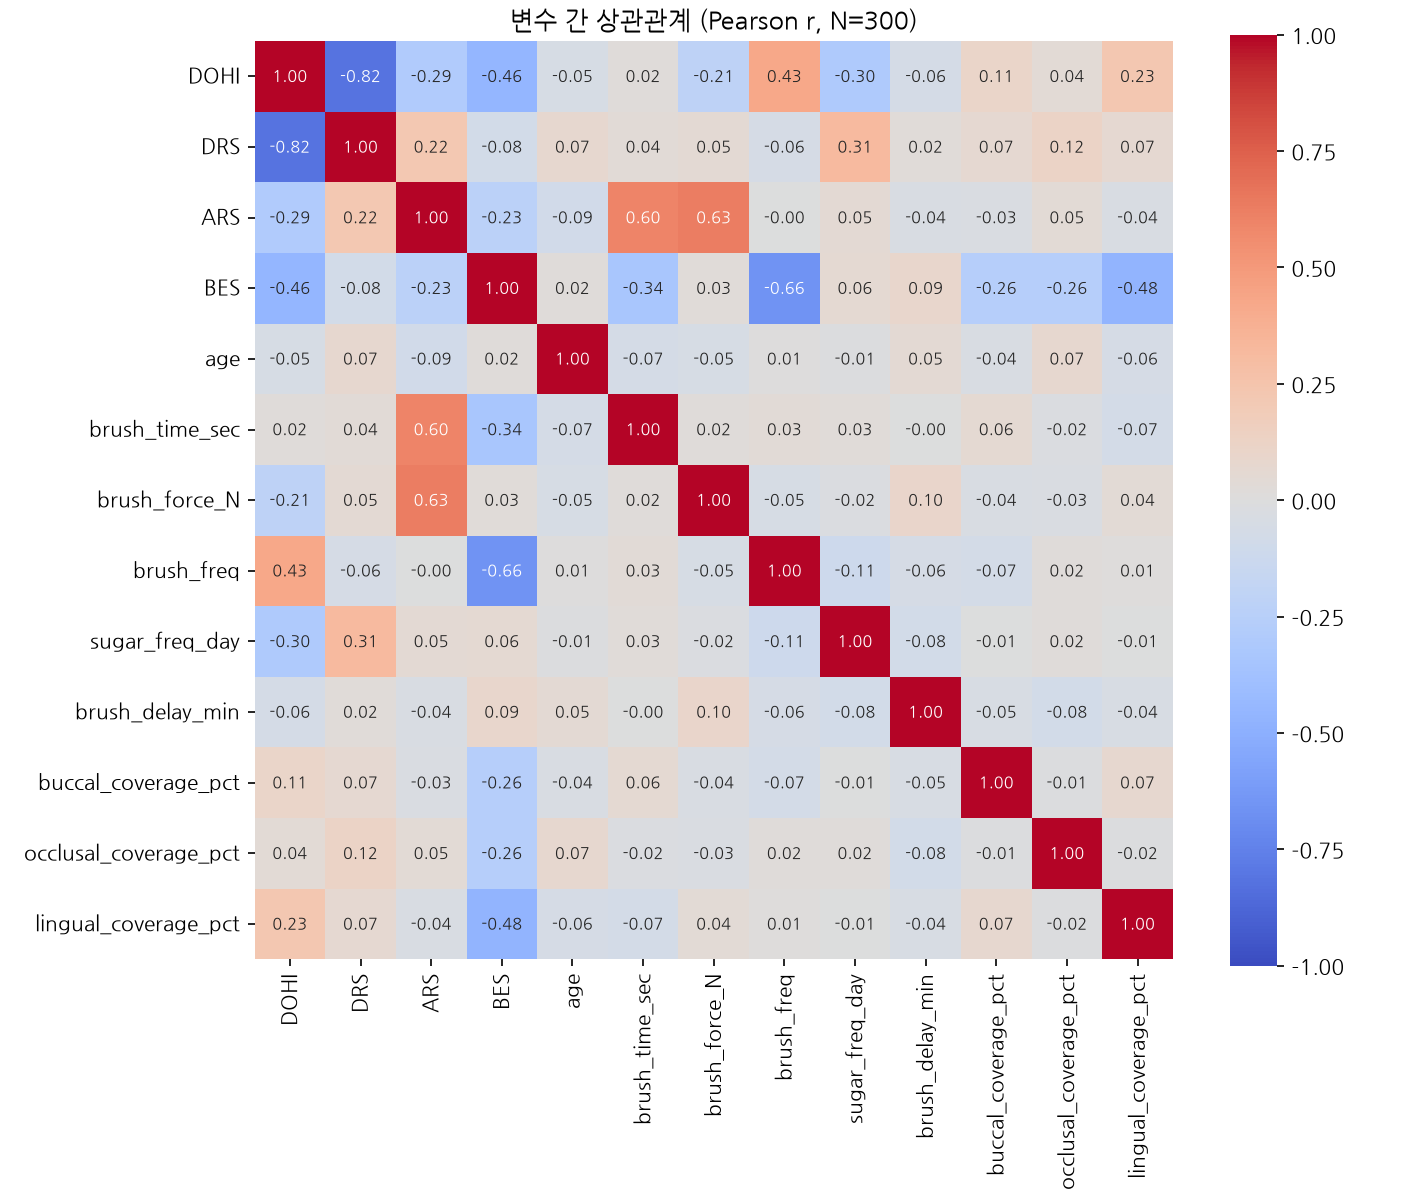 변수 간 상관관계 (Pearson r, N=300)
DOHI 1.00 -0.82 -0.29 -0.46 -0.05 0.02 -0.21 0.43 -0.30 -0.06 0.11 0.04 0.23
DRS -0.82 1.00 0.22 -0.08 0.07 0.04 0.05 -0.06 0.31 0.02 0.07 0.12 0.07
ARS -0.29 0.22 1.00 -0.23 -0.09 0.60 0.63 -0.00 0.05 -0.04 -0.03 0.05 -0.04
BES -0.46 -0.08 -0.23 1.00 0.02 -0.34 0.03 -0.66 0.06 0.09 -0.26 -0.26 -0.48
age -0.05 0.07 -0.09 0.02 1.00 -0.07 -0.05 0.01 -0.01 0.05 -0.04 0.07 -0.06
brush_time_sec 0.02 0.04 0.60 -0.34 -0.07 1.00 0.02 0.03 0.03 -0.00 0.06 -0.02 -0.07
brush_force_N -0.21 0.05 0.63 0.03 -0.05 0.02 1.00 -0.05 -0.02 0.10 -0.04 -0.03 0.04
brush_freq 0.43 -0.06 -0.00 -0.66 0.01 0.03 -0.05 1.00 -0.11 -0.06 -0.07 0.02 0.01
sugar_freq_day -0.30 0.31 0.05 0.06 -0.01 0.03 -0.02 -0.11 1.00 -0.08 -0.01 0.02 -0.01
brush_delay_min -0.06 0.02 -0.04 0.09 0.05 -0.00 0.10 -0.06 -0.08 1.00 -0.05 -0.08 -0.04
buccal_coverage_pct 0.11 0.07 -0.03 -0.26 -0.04 0.06 -0.04 -0.07 -0.01 -0.05 1.00 -0.01 0.07
occlusal_coverage_pct 0.04 0.12 0.05 -0.26 0.07 -0.02 -0.03 0.02 0.02 -0.08 -0.01 1.00 -0.02
lingual_coverage_pct 0.23 0.07 -0.04 -0.48 -0.06 -0.07 0.04 0.01 -0.01 -0.04 0.07 -0.02 1.00
DOHI
DRS
ARS
BES
age
brush_time_sec
brush_force_N
brush_freq
sugar_freq_day
brush_delay_min
buccal_coverage_pct
occlusal_coverage_pct
lingual_coverage_pct
1.00
0.75
0.50
0.25
0.00
-0.25
-0.50
-0.75
-1.00